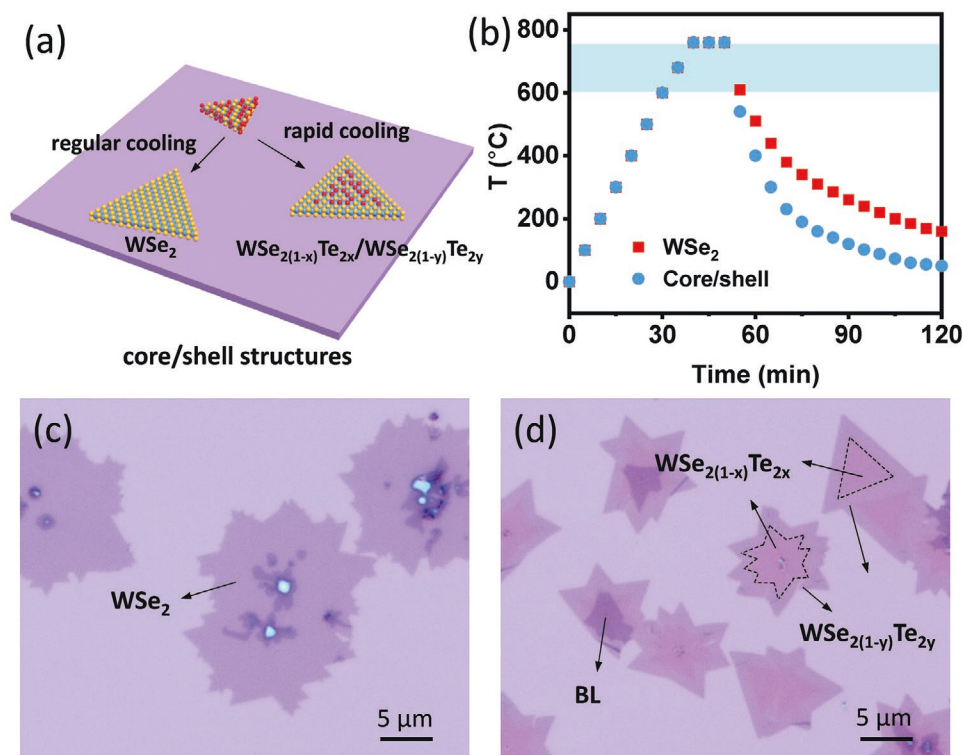 (a)
regular cooling
rapid cooling
WSe2
WSe2(1-x)Te2x/WSe2(1-y)Te2y
core/shell structures
(b)
800
600
400
200
0
T (°C)
WSe2
Core/shell
0
30
60
90
120
Time (min)
(c)
WSe2
5 μm
(d)
WSe2(1-x)Te2x
WSe2(1-y)Te2y
BL
5 μm